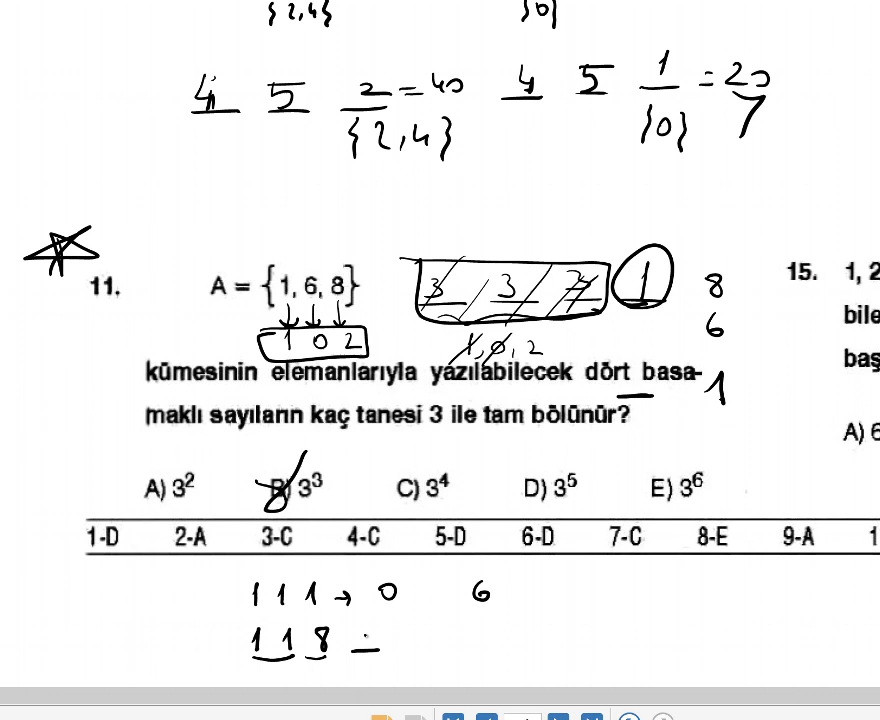 {2,4} {0}
4 5 2 = 40 4 5 1 = 20
{2,4} {0}
11. A = {1, 6, 8} 3 3 3 1 8
1 0 2 6
1, 0, 2
kümesinin elemanlarıyla yazılabilecek dört basa- 1
maklı sayıların kaç tanesi 3 ile tam bölünür?
A) 3² B) 3³ C) 3⁴ D) 3⁵ E) 3⁶
15. 1, 2
bile
baş
A) 6
1-D 2-A 3-C 4-C 5-D 6-D 7-C 8-E 9-A 1
1 1 1 → 0 6
1 1 8